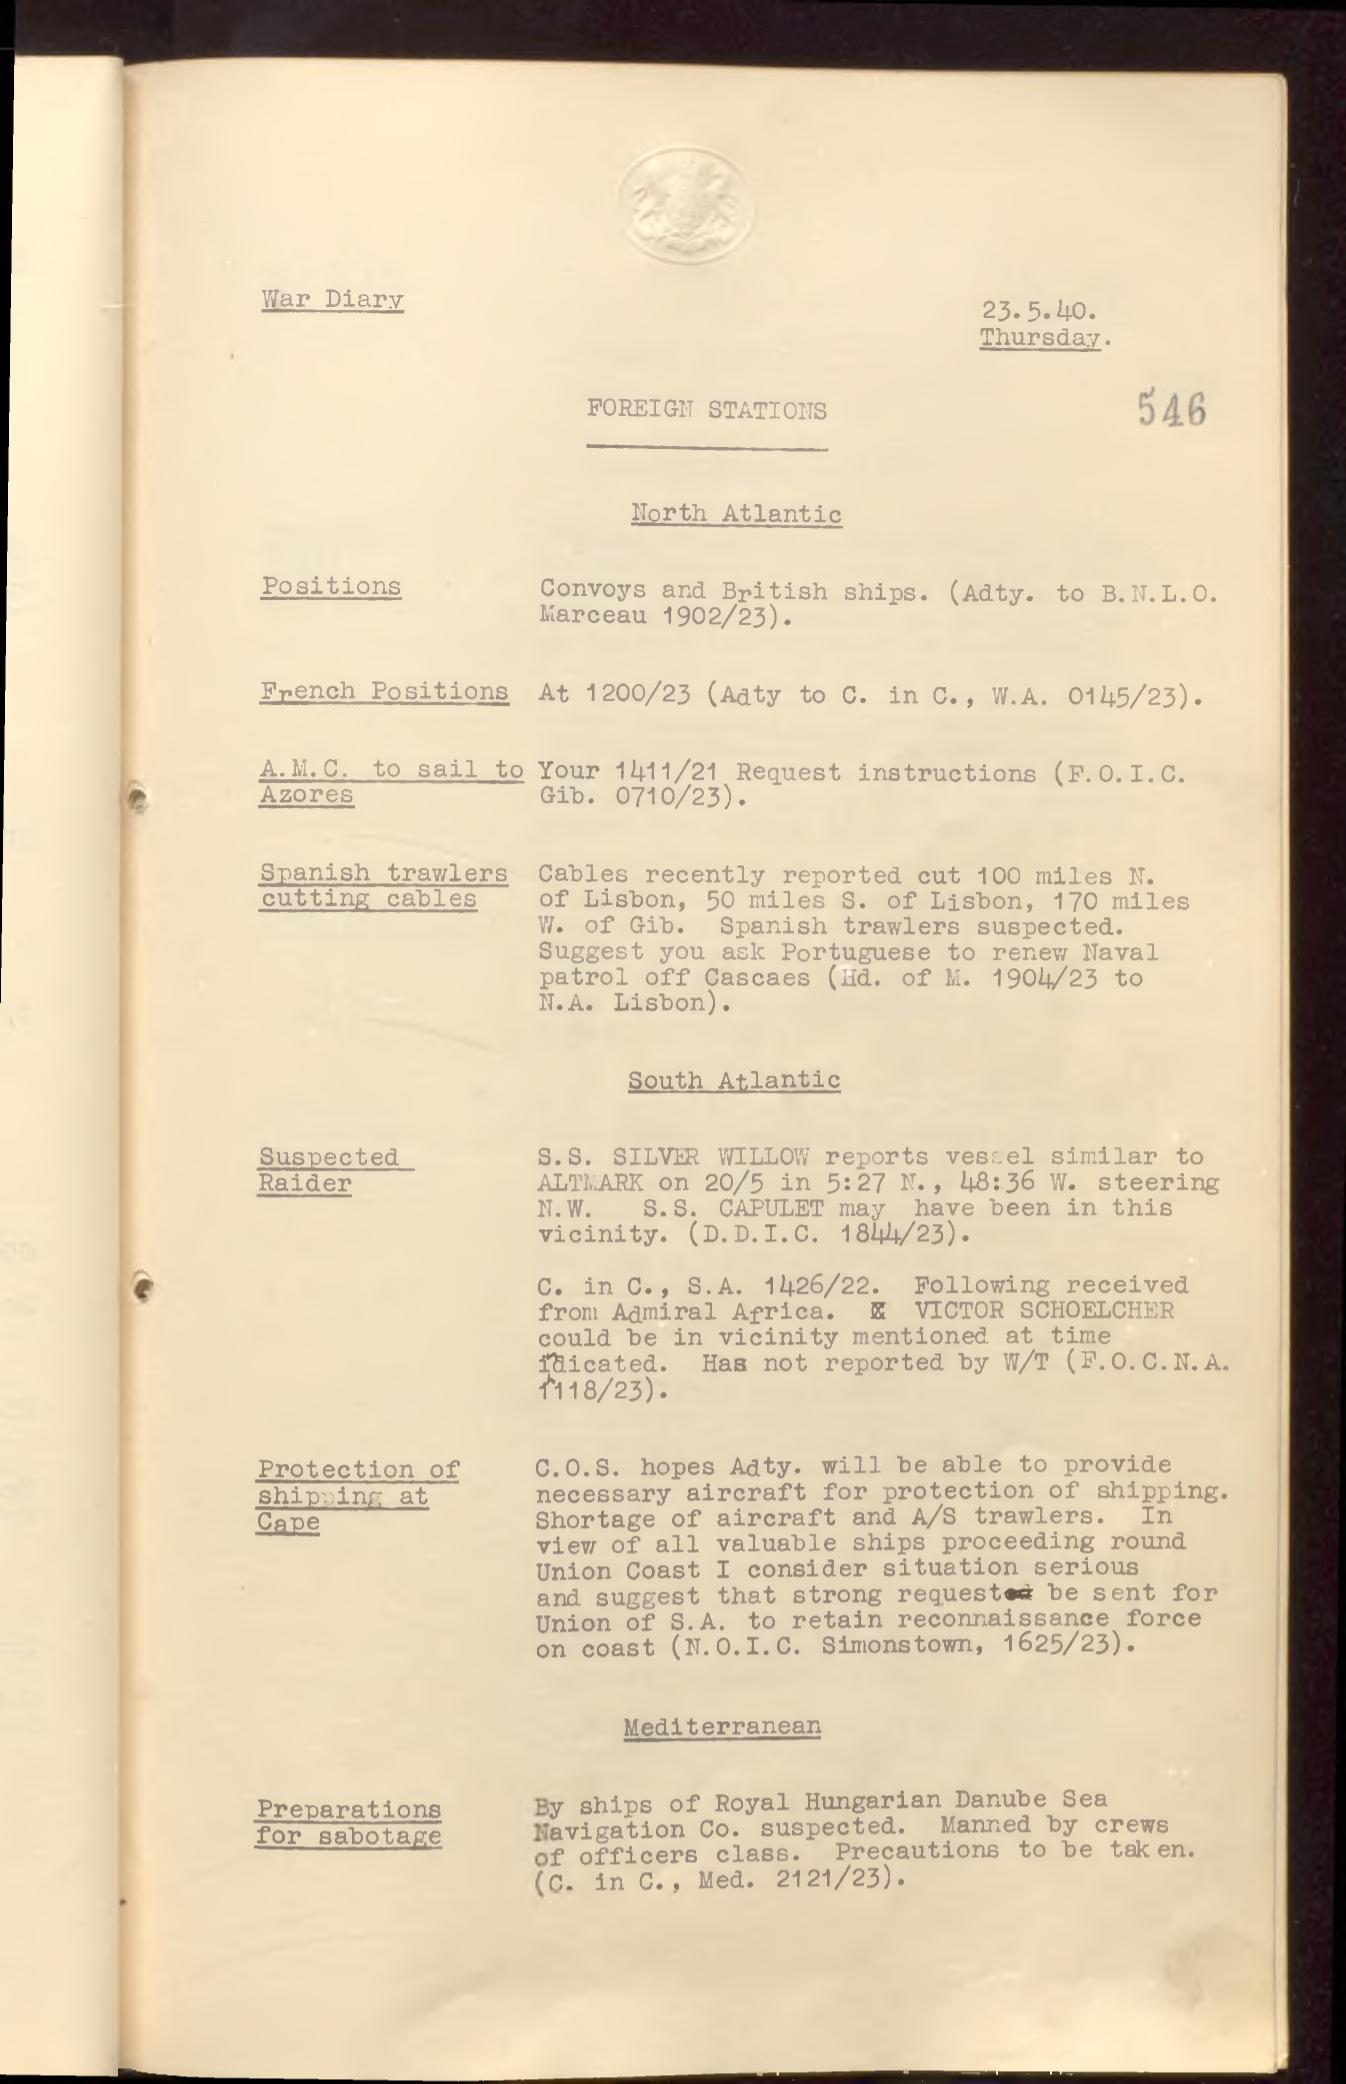 War Diary
23.5.40.
Thursday.
FOREIGN STATIONS
546
North Atlantic
Positions
Convoys and British ships. (Adty. to B.N.L.O.
Marceau 1902/23).
French Positions
At 1200/23 (Adty to C. in C., W.A. 0145/23).
A.M.C. to sail to
Azores
Your 1411/21 Request instructions (F.O.I.C.
Gib. 0710/23).
Spanish trawlers
cutting cables
Cables recently reported cut 100 miles N.
of Lisbon, 50 miles S. of Lisbon, 170 miles
W. of Gib. Spanish trawlers suspected.
Suggest you ask Portuguese to renew Naval
patrol off Cascaes (Hd. of M. 1904/23 to
N.A. Lisbon).
South Atlantic
Suspected
Raider
S.S. SILVER WILLOW reports vessel similar to
ALTMARK on 20/5 in 5:27 N., 48:36 W. steering
N.W. S.S. CAPULET may have been in this
vicinity. (D.D.I.C. 1844/23).
C. in C., S.A. 1426/22. Following received
from Admiral Africa. VICTOR SCHOELCHER
could be in vicinity mentioned at time
indicated. Has not reported by W/T (F.O.C.N.A.
1118/23).
Protection of
shipping at
Cape
C.O.S. hopes Adty. will be able to provide
necessary aircraft for protection of shipping.
Shortage of aircraft and A/S trawlers. In
view of all valuable ships proceeding round
Union Coast I consider situation serious
and suggest that strong request be sent for
Union of S.A. to retain reconnaissance force
on coast (N.O.I.C. Simonstown, 1625/23).
Mediterranean
Preparations
for sabotage
By ships of Royal Hungarian Danube Sea
Navigation Co. suspected. Manned by crews
of officers class. Precautions to be taken.
(C. in C., Med. 2121/23).